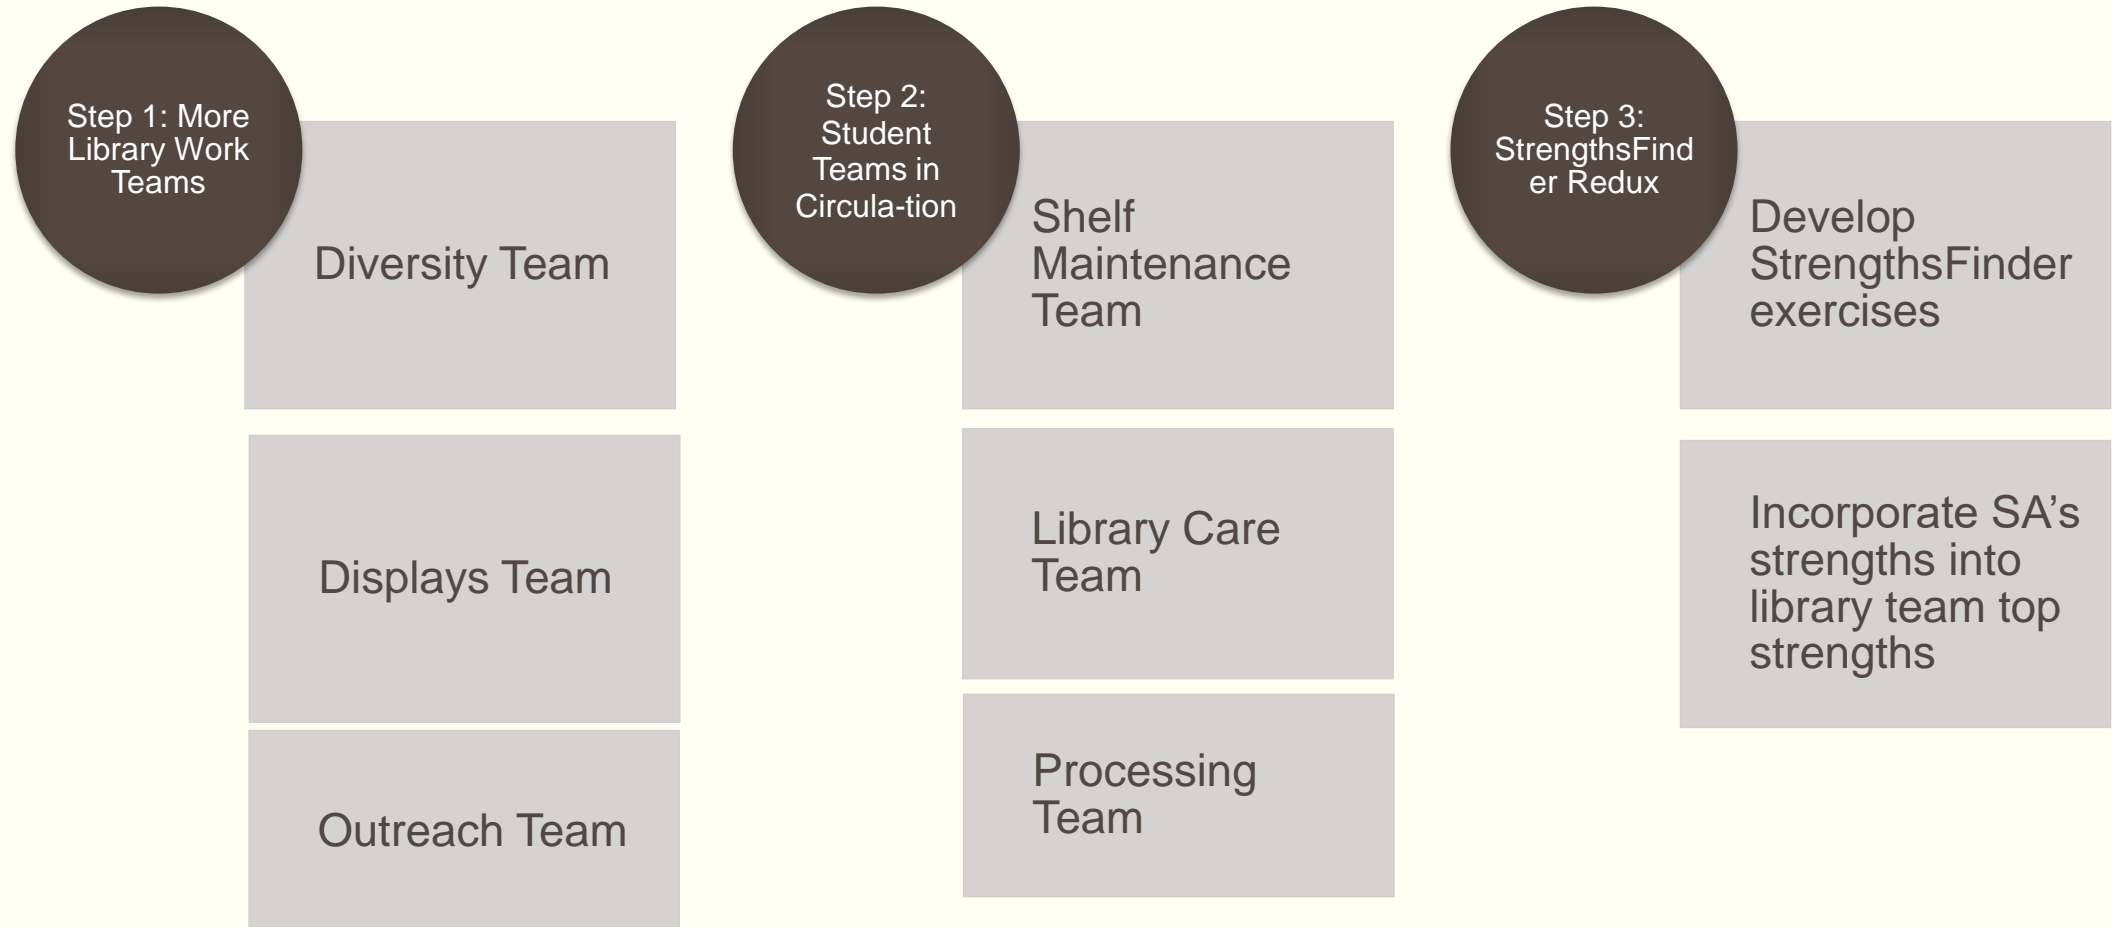 Step 1: More
Library Work
Teams
Diversity Team
Displays Team
Outreach Team
Step 2:
Student
Teams in
Circula-tion
Shelf
Maintenance
Team
Library Care
Team
Processing
Team
Step 3:
StrengthsFind
er Redux
Develop
StrengthsFinder
exercises
Incorporate SA’s
strengths into
library team top
strengths